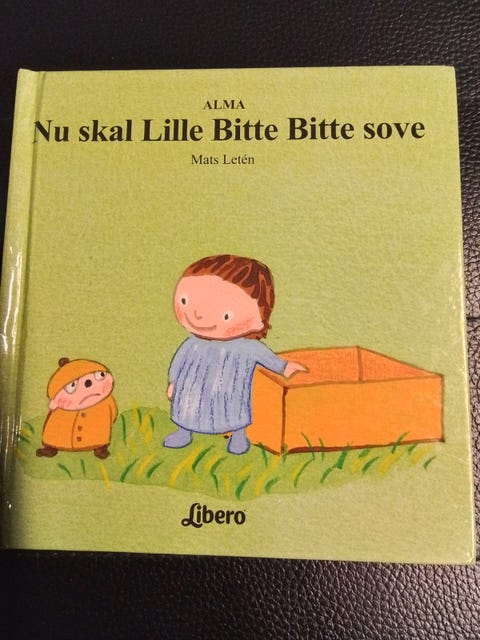 ALMA
Nu skal Lille Bitte Bitte sove
Mats Letén
Libero